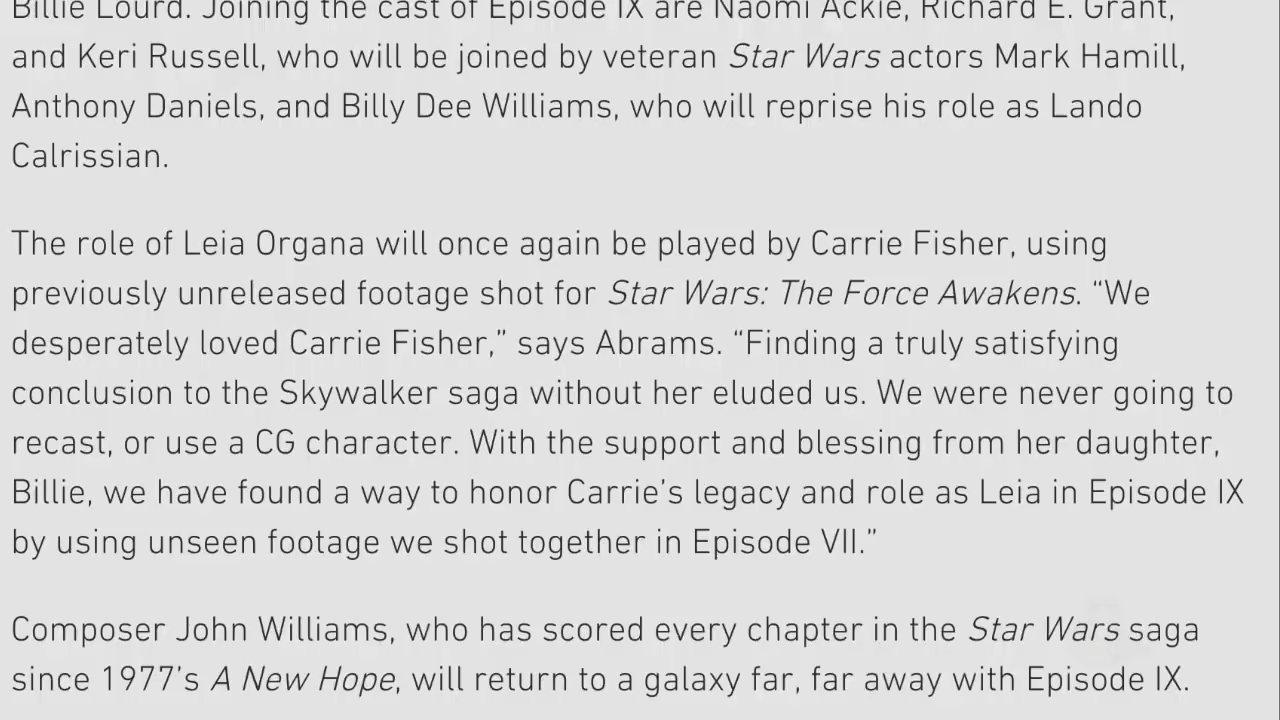 Billie Lourd. Joining the cast of Episode IX are Naomi Ackie, Richard E. Grant,
and Keri Russell, who will be joined by veteran Star Wars actors Mark Hamill,
Anthony Daniels, and Billy Dee Williams, who will reprise his role as Lando
Calrissian.
The role of Leia Organa will once again be played by Carrie Fisher, using
previously unreleased footage shot for Star Wars: The Force Awakens. “We
desperately loved Carrie Fisher,” says Abrams. “Finding a truly satisfying
conclusion to the Skywalker saga without her eluded us. We were never going to
recast, or use a CG character. With the support and blessing from her daughter,
Billie, we have found a way to honor Carrie’s legacy and role as Leia in Episode IX
by using unseen footage we shot together in Episode VII.”
Composer John Williams, who has scored every chapter in the Star Wars saga
since 1977’s A New Hope, will return to a galaxy far, far away with Episode IX.